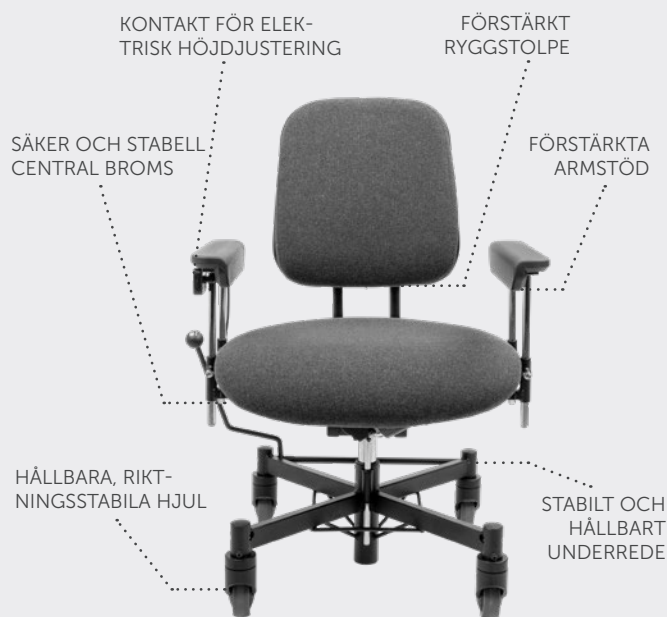 KONTAKT FÖR ELEK-
TRISK HÖJDJUSTERING
FÖRSTÄRKT
RYGGSTOLPE
SÄKER OCH STABELL
CENTRAL BROMS
FÖRSTÄRKTA
ARMSTÖD
HÅLLBARA, RIKT-
NINGSSTABILA HJUL
STABILT OCH
HÅLLBART
UNDERREDE